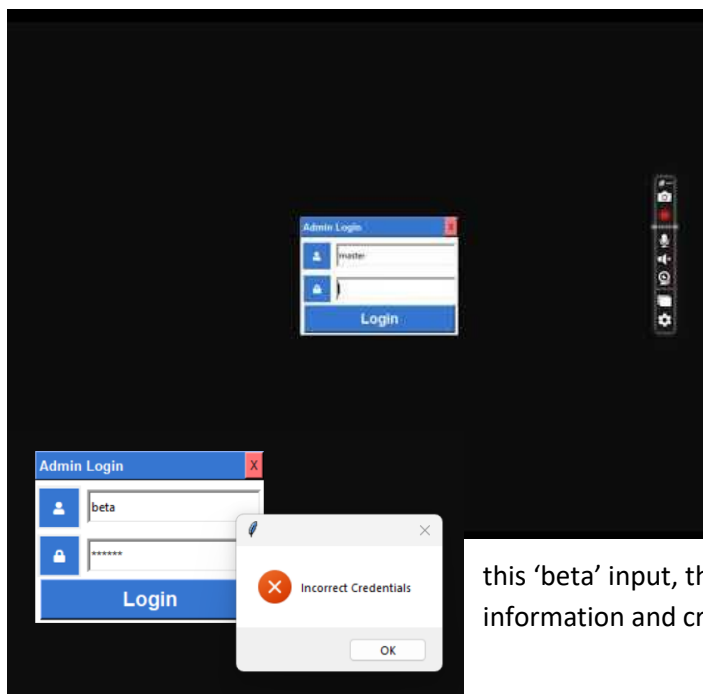 Admin Login X
master
Login
Admin Login X
beta
******
Login
Incorrect Credentials
OK
this ‘beta’ input, th
information and cr